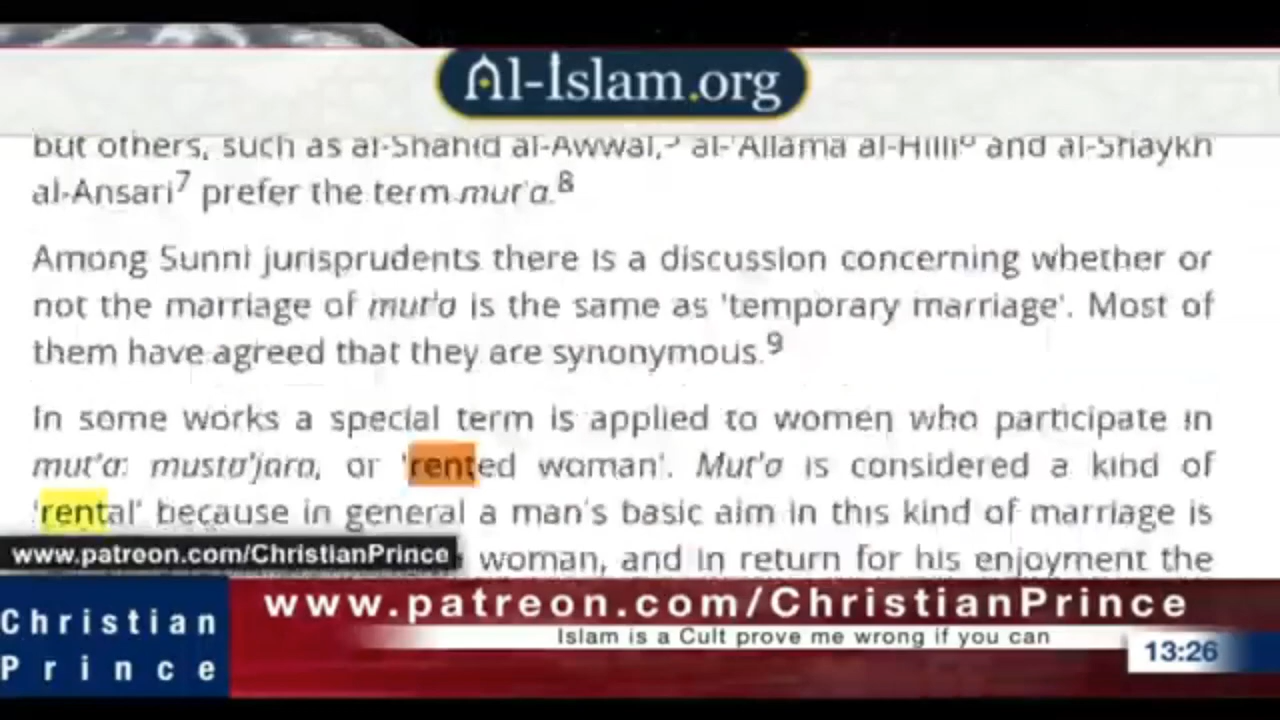 Al-Islam.org
but others, such as al-Shahid al-Awwal,⁵ al-'Allama al-Hilli⁶ and al-Shaykh
al-Ansari⁷ prefer the term mut'a.⁸
Among Sunni jurisprudents there is a discussion concerning whether or
not the marriage of mut'a is the same as 'temporary marriage'. Most of
them have agreed that they are synonymous.⁹
In some works a special term is applied to women who participate in
mut'a: musta'jara, or 'rented woman'. Mut'a is considered a kind of
'rental' because in general a man's basic aim in this kind of marriage is
woman, and in return for his enjoyment the
www.patreon.com/ChristianPrince
www.patreon.com/ChristianPrince
Islam is a Cult prove me wrong if you can
Christian
Prince
13:26